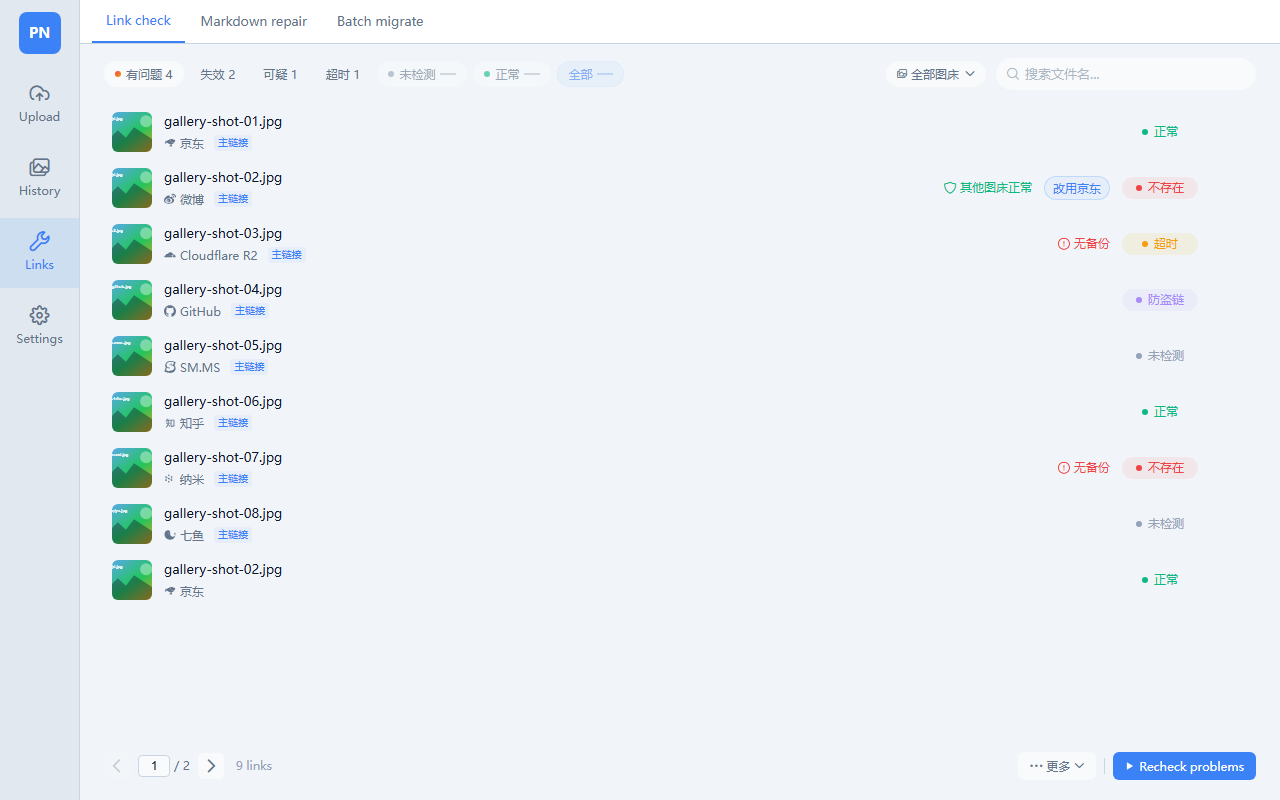 PN
Upload
History
Links
Settings
Link check
Markdown repair
Batch migrate
有问题 4
失效 2
可疑 1
超时 1
未检测 —
正常 —
全部 —
全部图床
搜索文件名...
gallery-shot-01.jpg
京东 主链接
正常
gallery-shot-02.jpg
微博 主链接
其他图床正常 改用京东 不存在
gallery-shot-03.jpg
Cloudflare R2 主链接
无备份 超时
gallery-shot-04.jpg
GitHub 主链接
防盗链
gallery-shot-05.jpg
SM.MS 主链接
未检测
gallery-shot-06.jpg
知 知乎 主链接
正常
gallery-shot-07.jpg
纳米 主链接
无备份 不存在
gallery-shot-08.jpg
七鱼 主链接
未检测
gallery-shot-02.jpg
京东
正常
1 / 2
9 links
··· 更多
Recheck problems